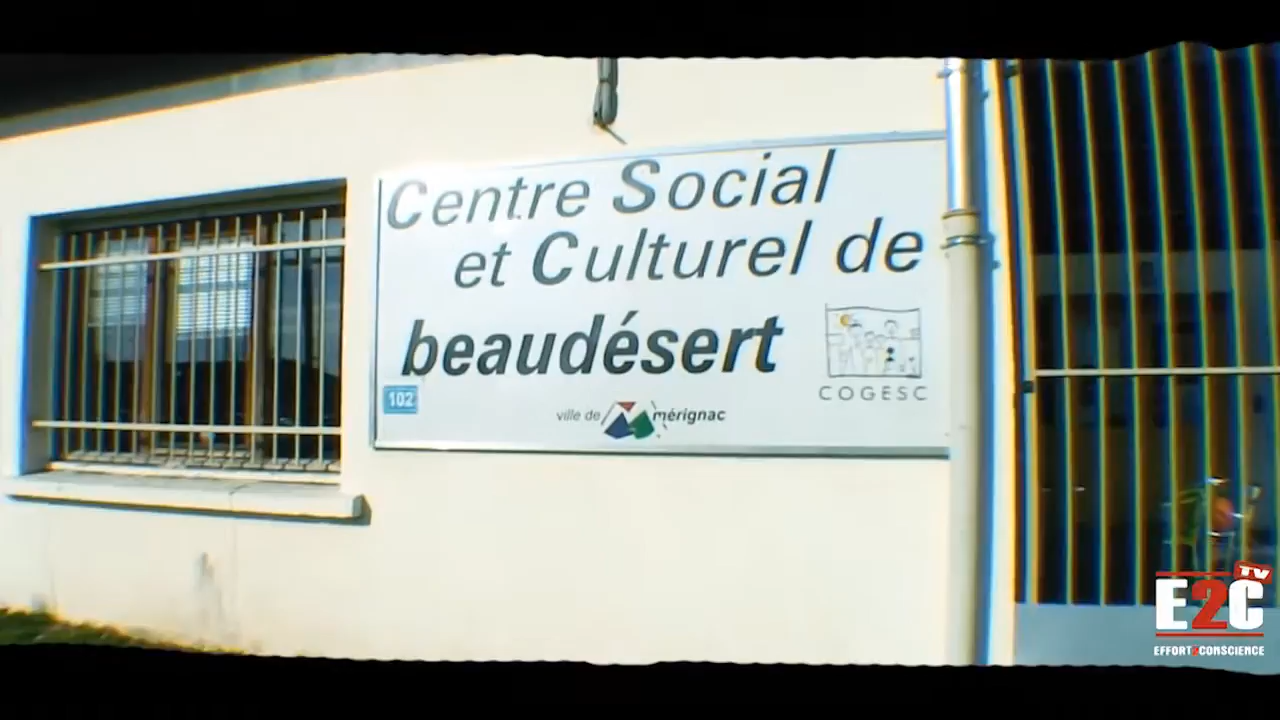 Centre Social
et Culturel de
beaudésert
COGESC
102
ville de mérignac
TV
E2C
EFFORT2CONSCIENCE